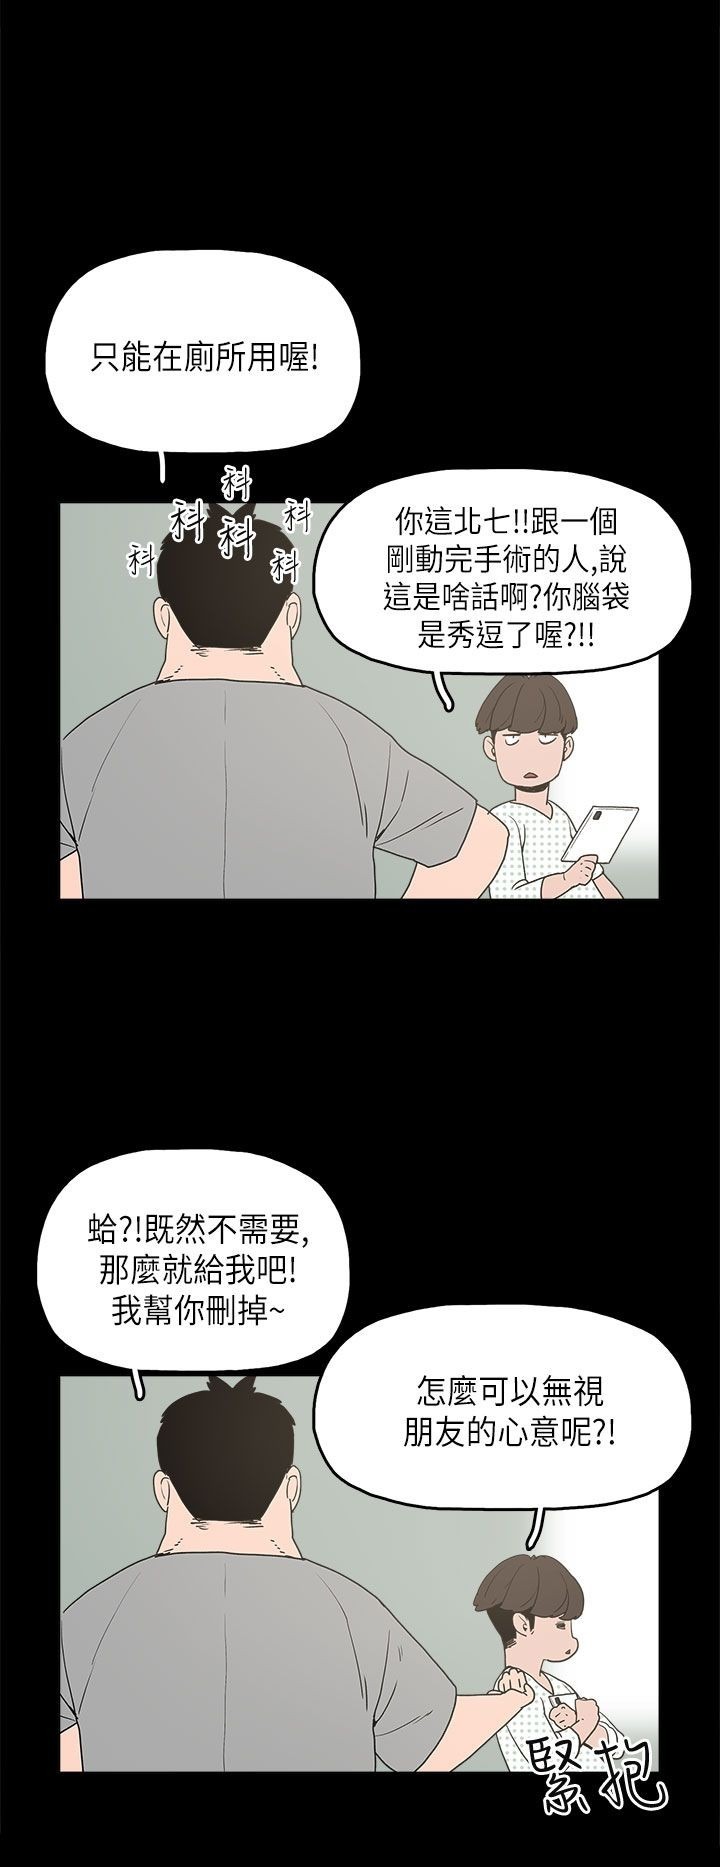 只能在廁所用喔!
科
科
科
科
科
科
你這北七!!跟一個
剛動完手術的人,說
這是啥話啊?你腦袋
是秀逗了喔?!!
蛤?!既然不需要,
那麼就給我吧!
我幫你刪掉~
怎麼可以無視
朋友的心意呢?!
緊抱